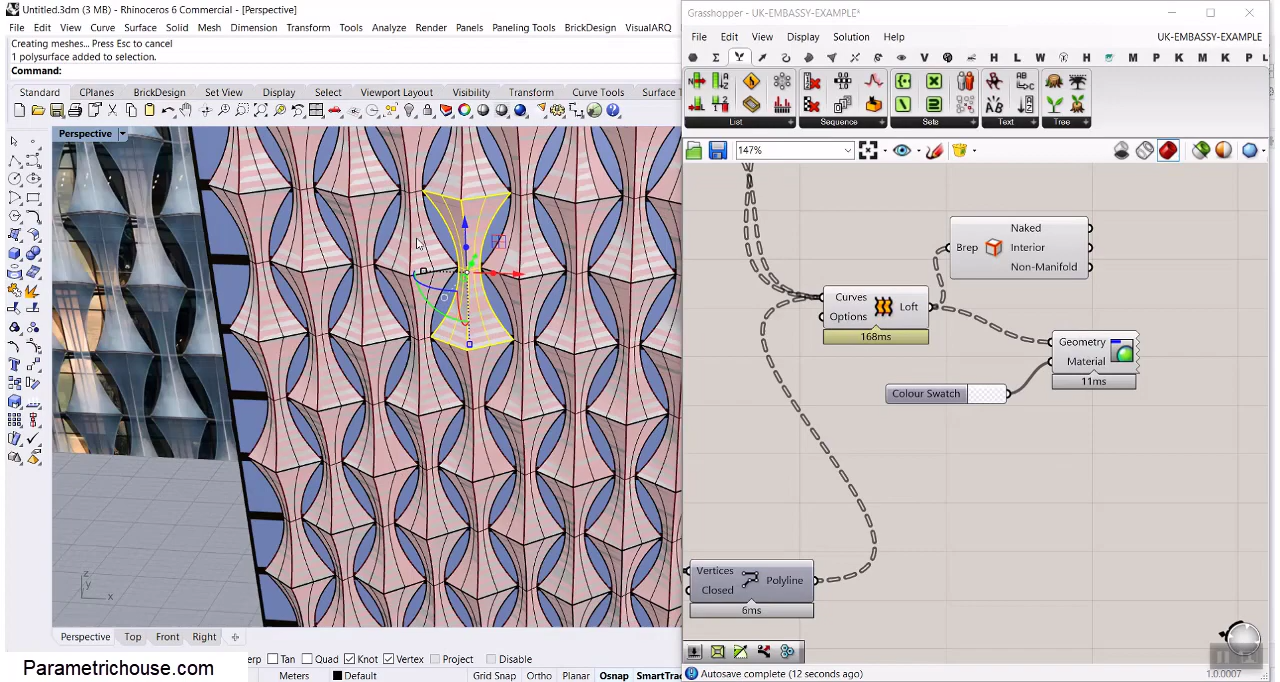 Untitled.3dm (3 MB) - Rhinoceros 6 Commercial - [Perspective]
File Edit View Curve Surface Solid Mesh Dimension Transform Tools Analyze Render Panels Paneling Tools BrickDesign VisualARQ
Creating meshes... Press Esc to cancel
1 polysurface added to selection.
Command:
Standard CPlanes BrickDesign Set View Display Select Viewport Layout Visibility Transform Curve Tools Surface T
Perspective
z
y
x
Perspective Top Front Right
erp Tan Quad Knot Vertex Project Disable
Meters Default Grid Snap Ortho Planar Osnap SmartTrac
Parametrichouse.com
Grasshopper - UK-EMBASSY-EXAMPLE*
File Edit View Display Solution Help UK-EMBASSY-EXAMPLE
Σ V H L W H M K P K M K P L
List Sequence Sets Text Tree
147%
Naked
Brep Interior
Non-Manifold
Curves Loft
Options
168ms
Geometry
Material
11ms
Colour Swatch
Vertices Polyline
Closed
6ms
Autosave complete (12 seconds ago) 1.0.0007